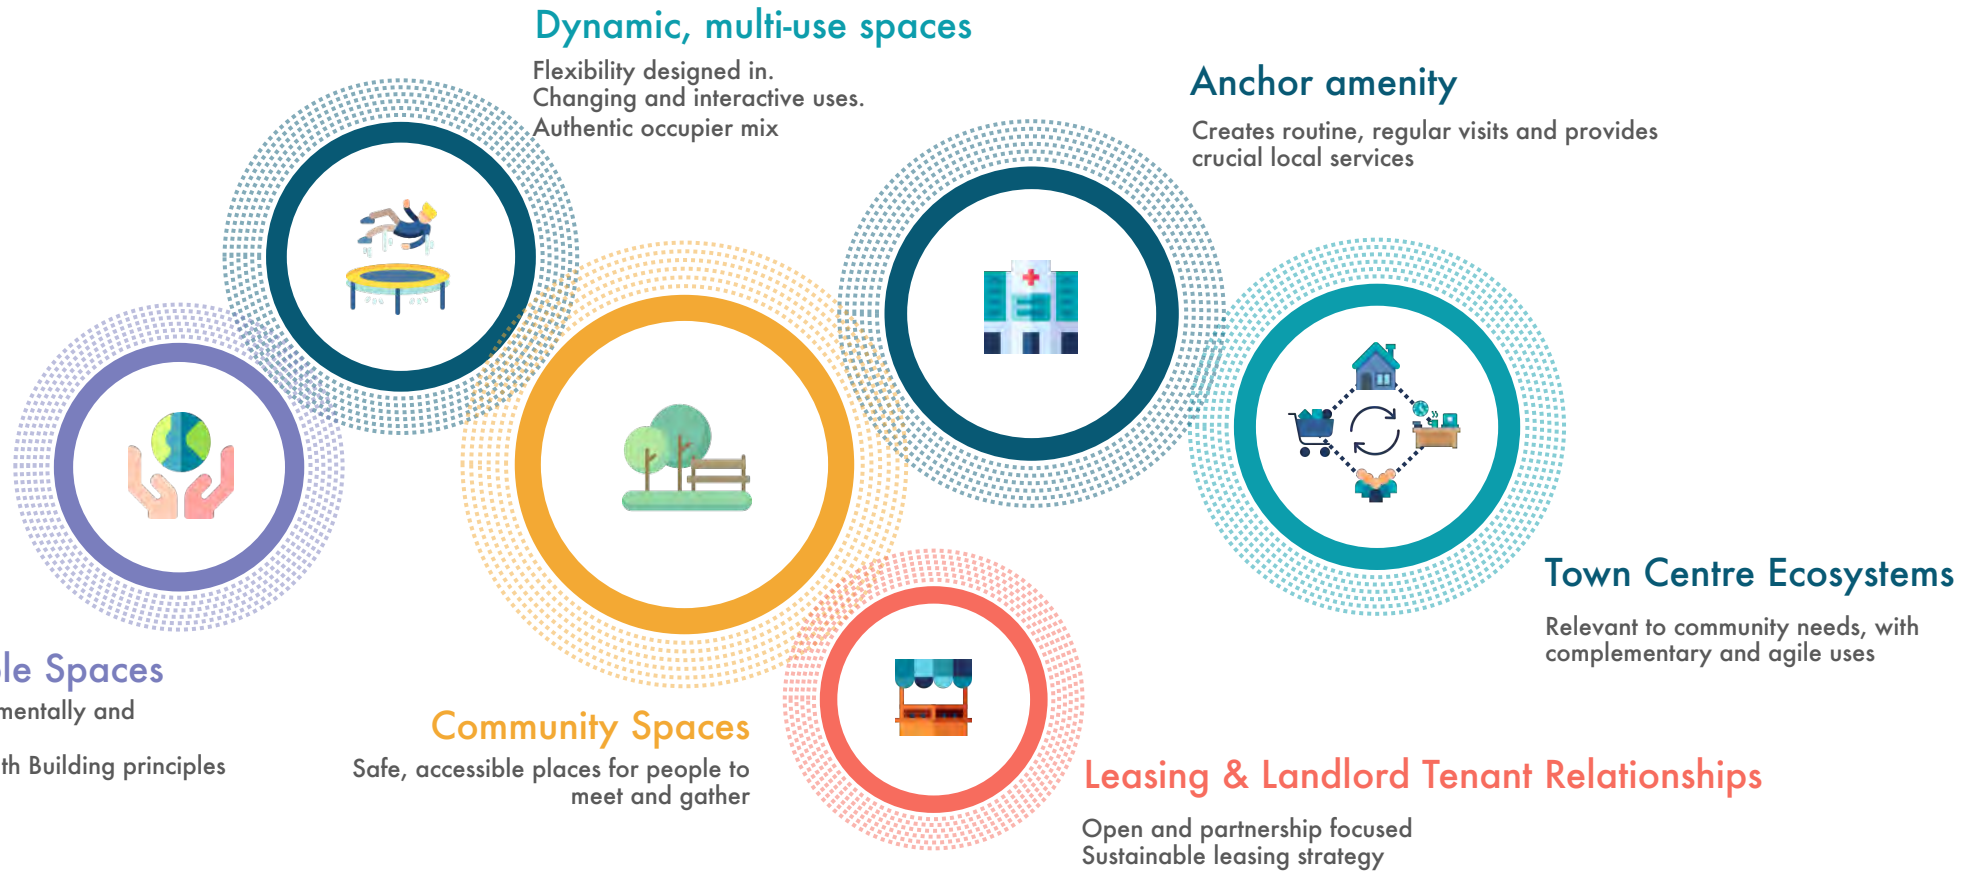 Dynamic, multi-use spaces
Flexibility designed in.
Changing and interactive uses.
Authentic occupier mix
Anchor amenity
Creates routine, regular visits and provides
crucial local services
Town Centre Ecosystems
Relevant to community needs, with
complementary and agile uses
Spaces
and
Building principles
Community Spaces
Safe, accessible places for people to
meet and gather
Leasing & Landlord Tenant Relationships
Open and partnership focused
Sustainable leasing strategy